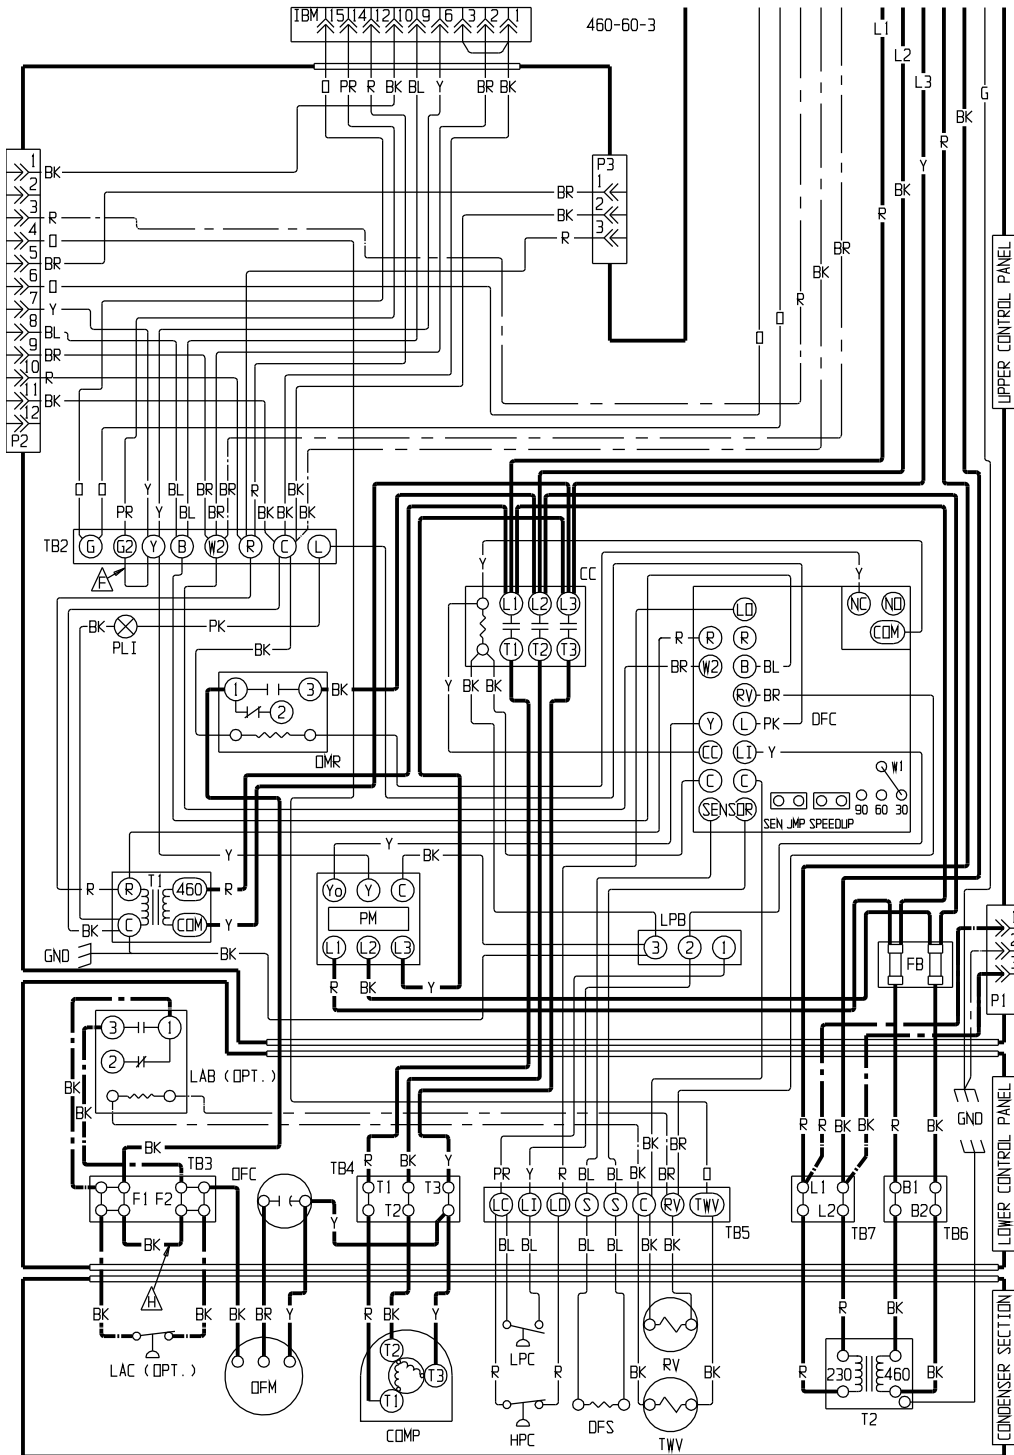 IBM 15 14 12 10 9 6 3 2 1
460-60-3
L1
L2
L3
G
O PR R BK BL Y BR BK
BK
R
Y
BK
R
P3
1
2
3
BR
BK
R
1 BK
2
3 R
4 O
5 BR
6 O
7 Y
8 BL
9 BR
10 R
11 BK
12
P2
BR
BK
R
O
O
UPPER CONTROL PANEL
O O PR Y Y BL BL BR BR BR R BK BK BK BK
TB2 G G2 Y B W2 R C L
F
BK PK
PLI
BK
CC
Y
L1 L2 L3
T1 T2 T3
Y BK BK
Y
NC NO
COM
LO
R R R
BR W2 B BL
RV BR
Y L PK
DFC
CC LI Y
C C
SENSOR
W1
90 60 30
SEN JMP SPEEDUP
1 3 BK
2
OMR
Y
Y
BK
T1
R R 460 R
C COM Y
BK
GND
BK
Yo Y C
PM
L1 L2 L3
R BK Y
LPB
3 2 1
FB
P1
3 1
2
LAB (OPT.)
BK
BK
BK
TB3
F1 F2
BK
H
OFC
Y
TB4
R BK Y
T1 T3
T2
PR Y R BL BL BK BK BR BR O
LC LI LO S S C RV TWV
TB5
BL BL BL BL BK BK
R R BK BK BR
GND
L1
L2
TB7
B1
B2
TB6
LOWER CONTROL PANEL
BK BK
LAC (OPT.)
BK BR Y
OFM
R BK Y
T2
T3
T1
COMP
LPC
R R
HPC
DFS
RV
BK BK
TWV
R BK
230 460
R BK
T2
CONDENSER SECTION